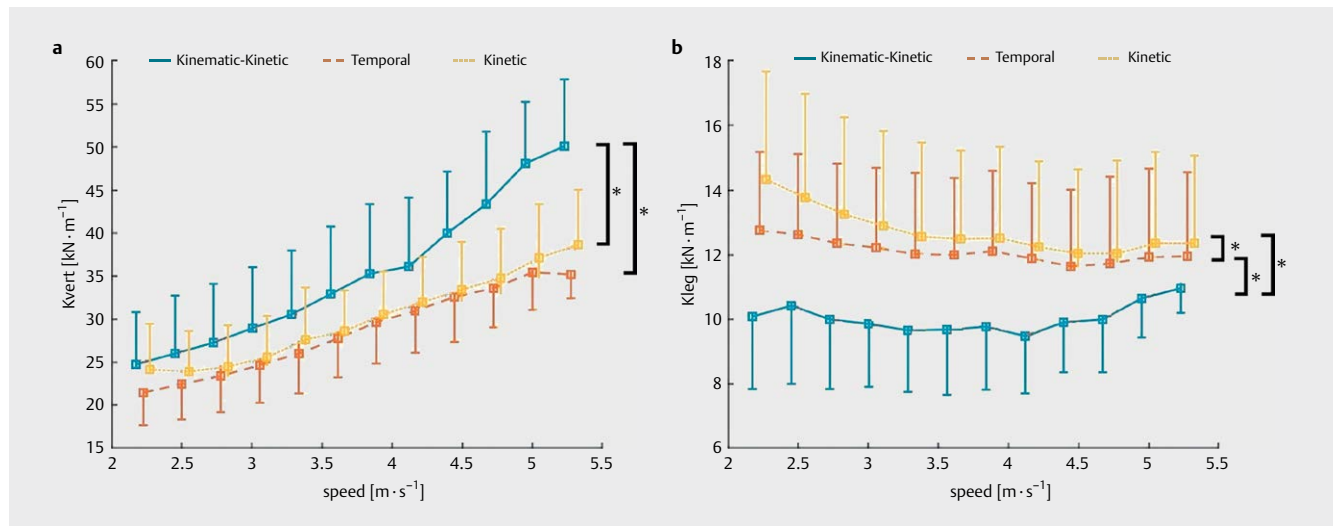 a
Kinematic-Kinetic Temporal Kinetic
Kvert [kN·m⁻¹]
60
55
50
45
40
35
30
25
20
15
2 2.5 3 3.5 4 4.5 5 5.5
speed [m·s⁻¹]
*
*
b
Kinematic-Kinetic Temporal Kinetic
Kleg [kN·m⁻¹]
18
16
14
12
10
8
6
2 2.5 3 3.5 4 4.5 5 5.5
speed [m·s⁻¹]
*
*
*